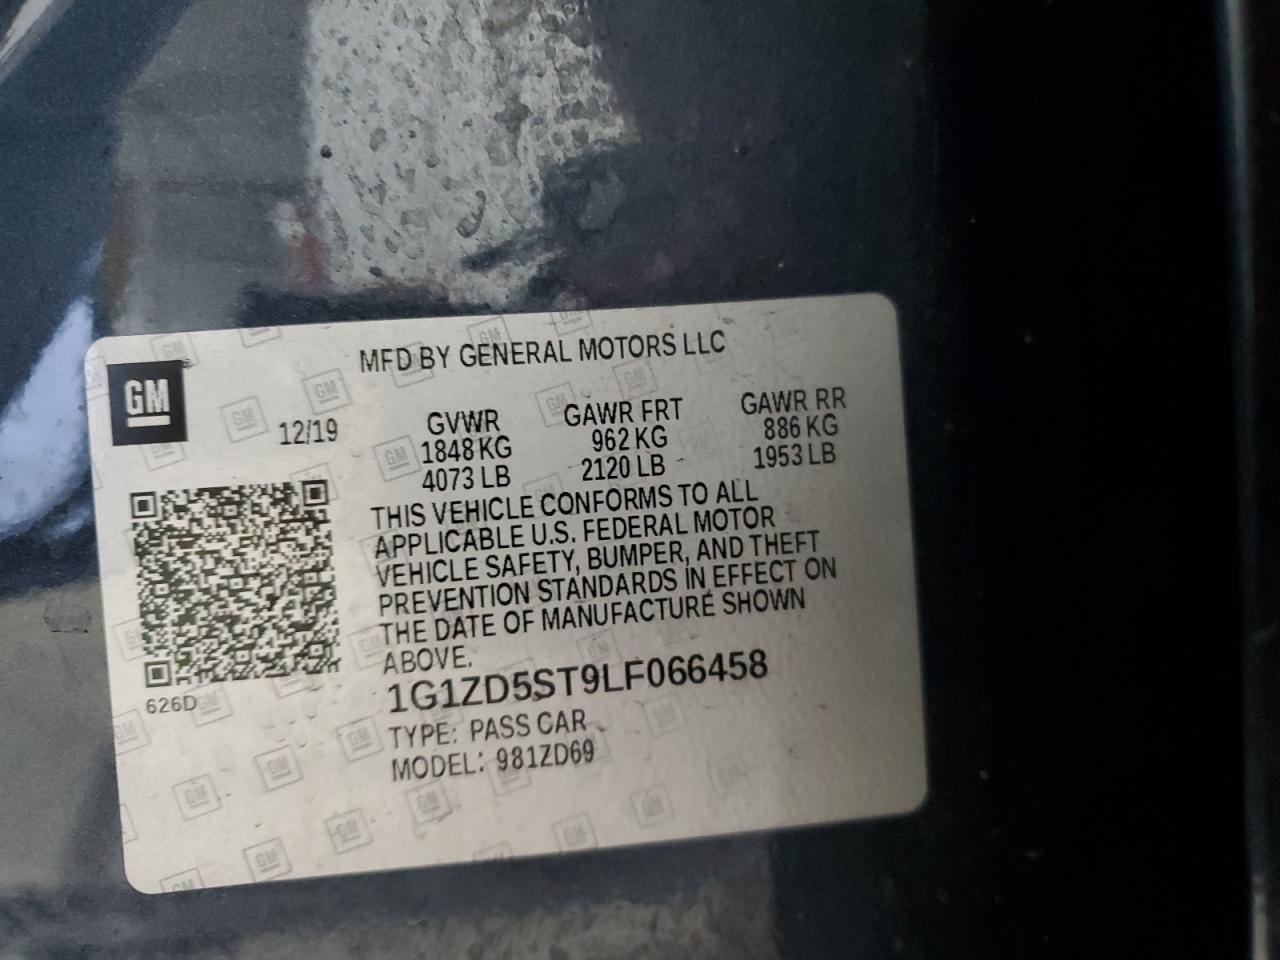 MFD BY GENERAL MOTORS LLC
GM
12/19
GVWR GAWR FRT GAWR RR
1848 KG 962 KG 886 KG
4073 LB 2120 LB 1953 LB
THIS VEHICLE CONFORMS TO ALL
APPLICABLE U.S. FEDERAL MOTOR
VEHICLE SAFETY, BUMPER, AND THEFT
PREVENTION STANDARDS IN EFFECT ON
THE DATE OF MANUFACTURE SHOWN
ABOVE.
626D
1G1ZD5ST9LF066458
TYPE: PASS CAR
MODEL: 981ZD69